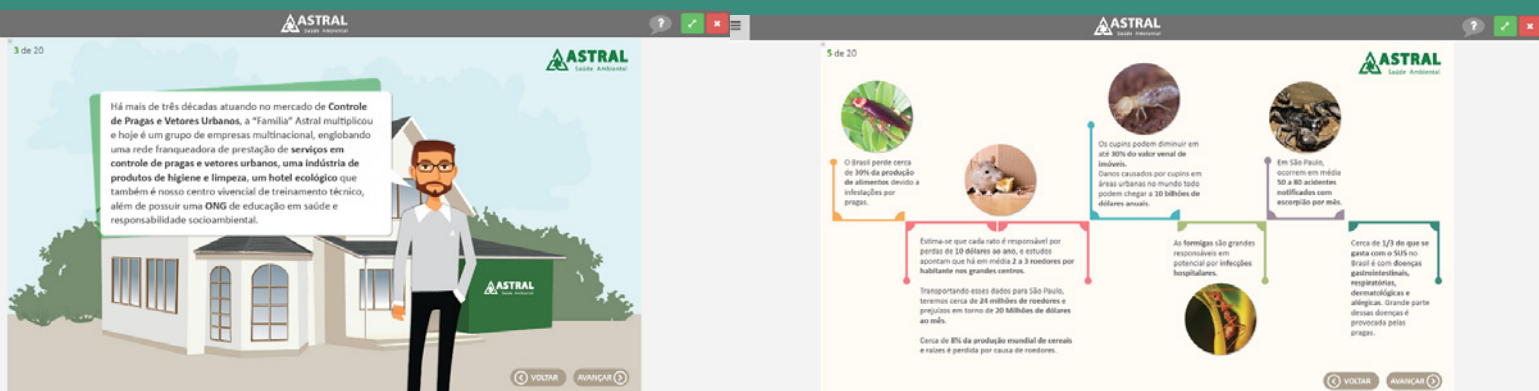 ASTRAL
Saúde Ambiental
?
3 de 20
ASTRAL
Saúde Ambiental
Há mais de três décadas atuando no mercado de Controle
de Pragas e Vetores Urbanos, a “Família” Astral multiplicou
e hoje é um grupo de empresas multinacional, englobando
uma rede franqueadora de prestação de serviços em
controle de pragas e vetores urbanos, uma indústria de
produtos de higiene e limpeza, um hotel ecológico que
também é nosso centro vivencial de treinamento técnico,
além de possuir uma ONG de educação em saúde e
responsabilidade socioambiental.
ASTRAL
Saúde Ambiental
VOLTAR
AVANÇAR
ASTRAL
Saúde Ambiental
?
5 de 20
ASTRAL
Saúde Ambiental
O Brasil perde cerca
de 30% da produção
de alimentos devido a
infestações por
pragas.
Estima-se que cada rato é responsável por
perdas de 10 dólares ao ano, e estudos
apontam que há em média 2 a 3 roedores por
habitante nos grandes centros.
Transportando esses dados para São Paulo,
teremos cerca de 24 milhões de roedores e
prejuízos em torno de 20 Milhões de dólares
ao mês.
Cerca de 8% da produção mundial de cereais
e raízes é perdida por causa de roedores.
Os cupins podem diminuir em
até 30% do valor venal de
imóveis.
Danos causados por cupins em
áreas urbanas no mundo todo
podem chegar a 10 bilhões de
dólares anuais.
As formigas são grandes
responsáveis em
potencial por infecções
hospitalares.
Em São Paulo,
ocorrem em média
50 a 80 acidentes
notificados com
escorpião por mês.
Cerca de 1/3 do que se
gasta com o SUS no
Brasil é com doenças
gastrointestinais,
respiratórias,
dermatológicas e
alérgicas. Grande parte
dessas doenças é
provocada pelas
pragas.
VOLTAR
AVANÇAR